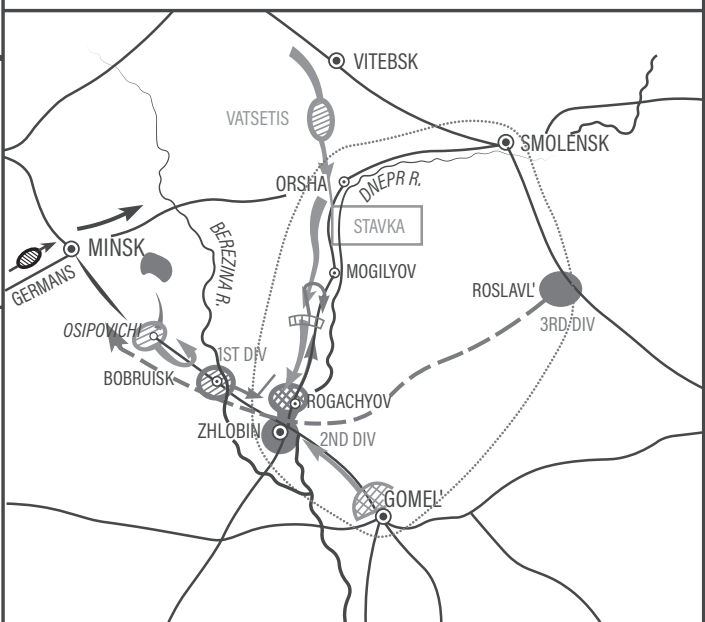 VITEBSK
VATSETIS
SMOLENSK
ORSHA
DNEPR R.
STAVKA
BEREZINA R.
MINSK
GERMANS
MOGILYOV
ROSLAVL'
3RD DIV
OSIPOVICHI
1ST DIV
BOBRUISK
ROGACHYOV
ZHLOBIN
2ND DIV
GOMEL'